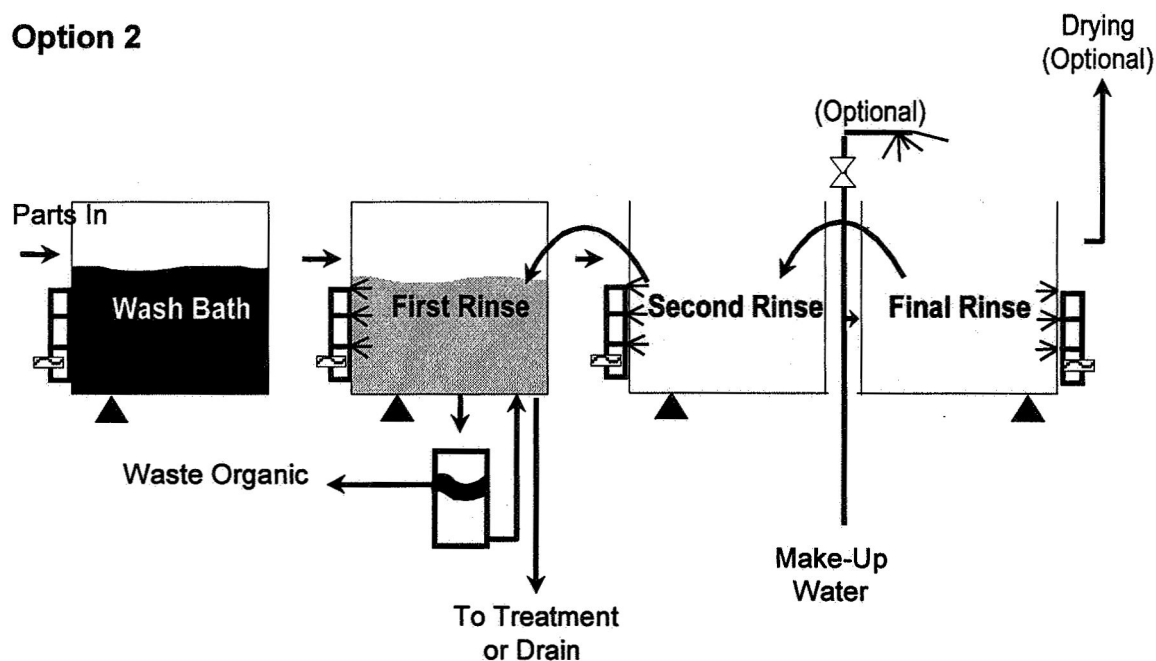 Option 2
Drying
(Optional)
(Optional)
Parts In
Wash Bath
First Rinse
Second Rinse
Final Rinse
Waste Organic
Make-Up
Water
To Treatment
or Drain